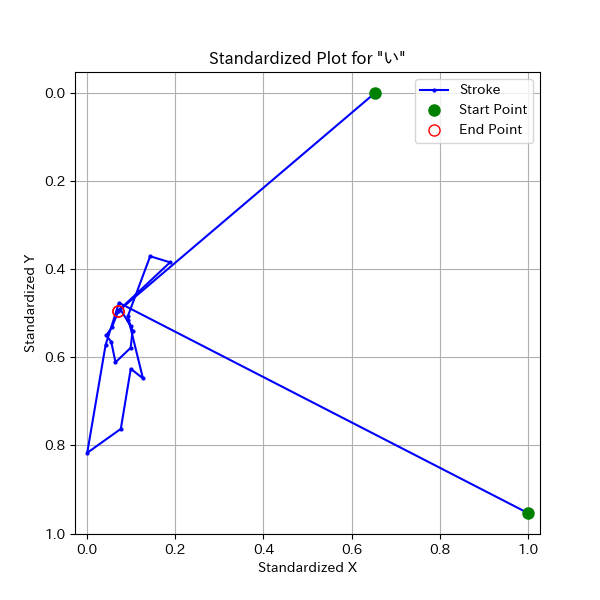 Standardized Plot for "い"
Stroke
Start Point
End Point
0.0
0.2
0.4
0.6
0.8
1.0
Standardized Y
0.0 0.2 0.4 0.6 0.8 1.0
Standardized X